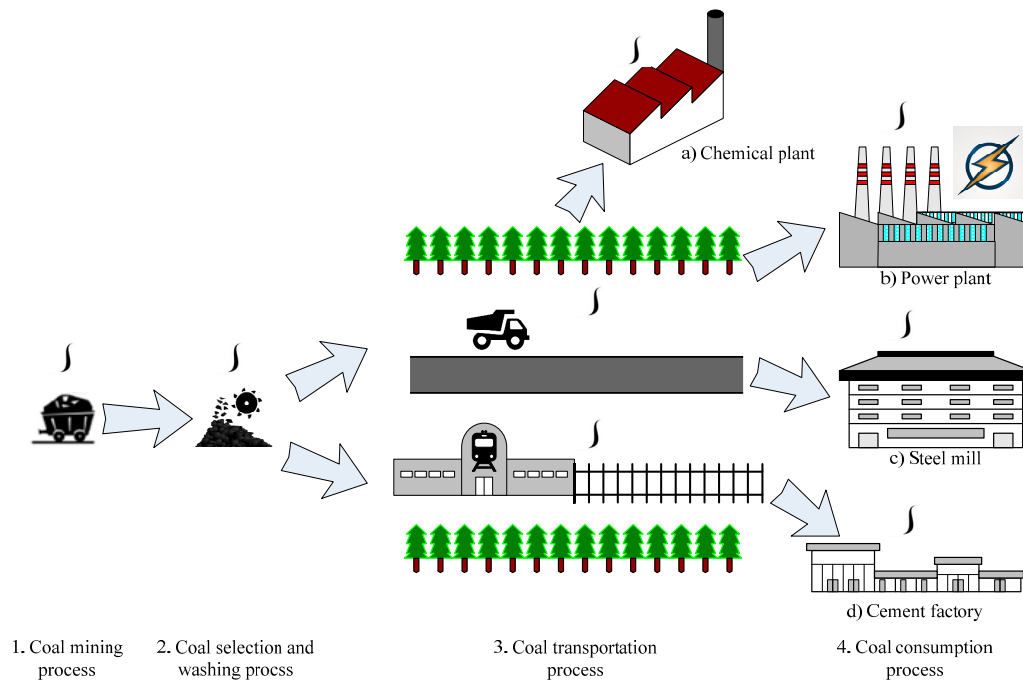 a) Chemical plant
b) Power plant
c) Steel mill
d) Cement factory
1. Coal mining
process
2. Coal selection and
washing procss
3. Coal transportation
process
4. Coal consumption
process